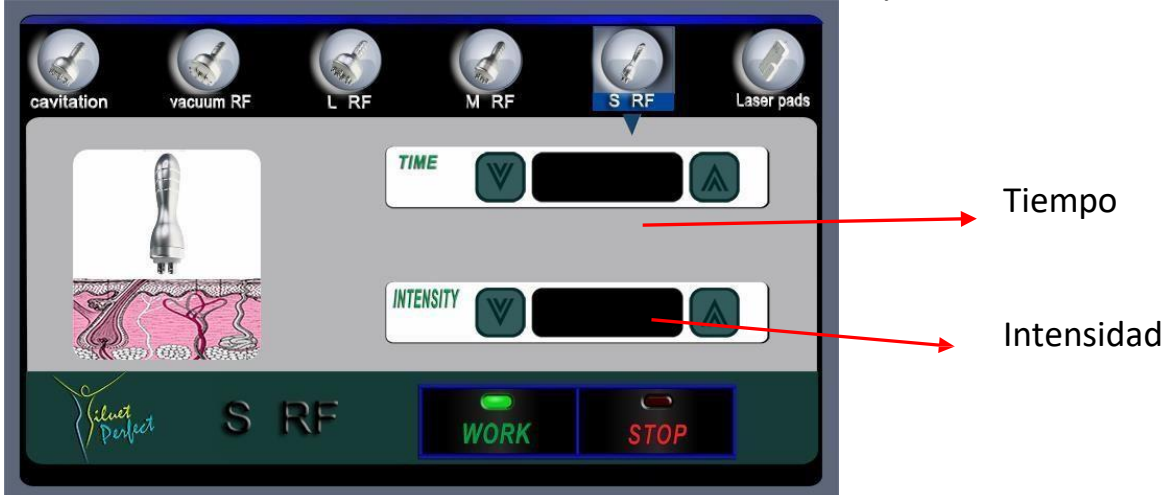 cavitation vacuum RF L RF M RF S RF Laser pads
TIME
Tiempo
INTENSITY
Intensidad
Siluet
Perfect
S RF
WORK STOP